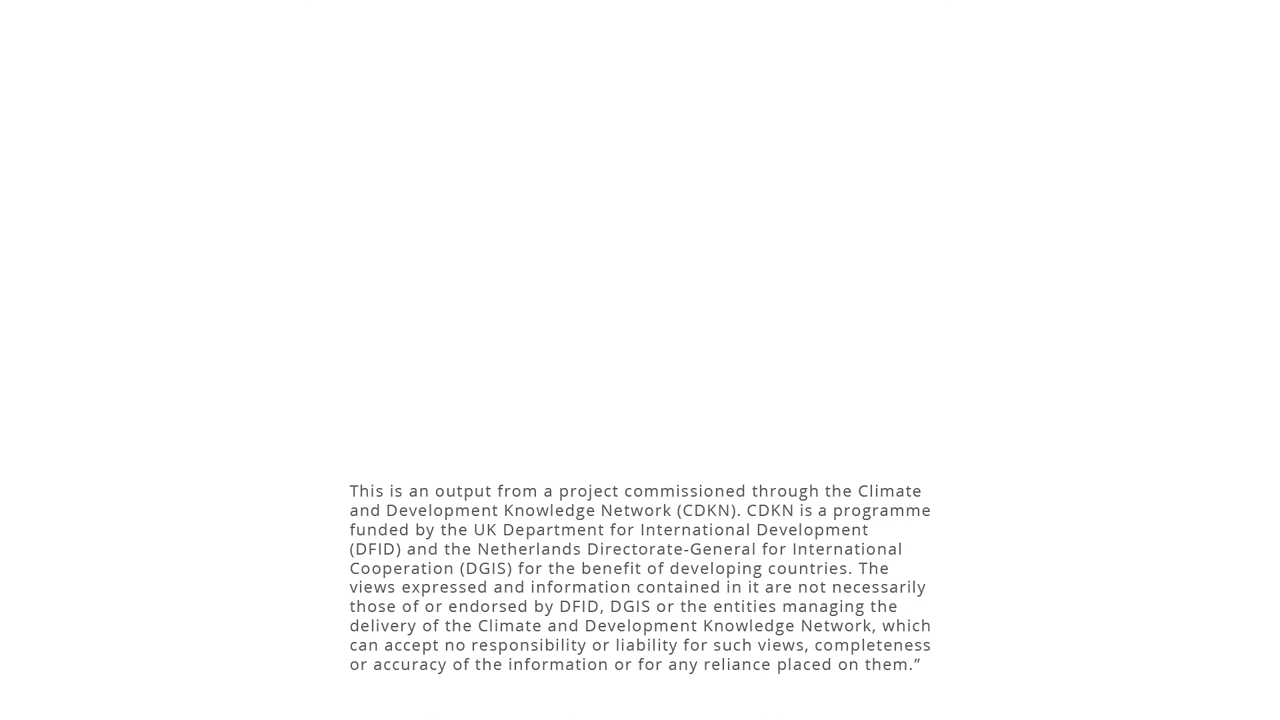 This is an output from a project commissioned through the Climate
and Development Knowledge Network (CDKN). CDKN is a programme
funded by the UK Department for International Development
(DFID) and the Netherlands Directorate-General for International
Cooperation (DGIS) for the benefit of developing countries. The
views expressed and information contained in it are not necessarily
those of or endorsed by DFID, DGIS or the entities managing the
delivery of the Climate and Development Knowledge Network, which
can accept no responsibility or liability for such views, completeness
or accuracy of the information or for any reliance placed on them.”